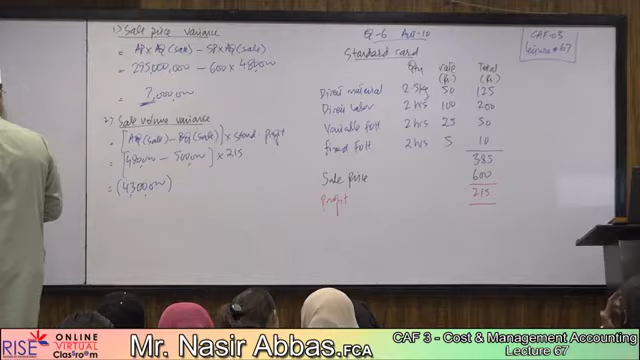 1) Sale price variance
= AP x AQ (sale) - SP x AQ (sale)
= 295,000,000 - 600 x 480,000
= 7,000,000
2) Sale volume variance
= [AQ (sale) - BQ (sale)] x stand. profit
= [480,000 - 500,000] x 215
= (4300,000)
Q-6 Aut-10
Standard card
Qty rate Total
(Rs.) (Rs.)
Direct material 2.5kg 50 125
Direct labor 2 hrs 100 200
Variable FOH 2 hrs 25 50
fixed FOH 2 hrs 5 10
385
Sale price 600
profit 215
CAF-03
Lecture #67
RISE
ONLINE
VIRTUAL
Classroom
Mr. Nasir Abbas.FCA
CAF 3 - Cost & Management Accounting
Lecture 67